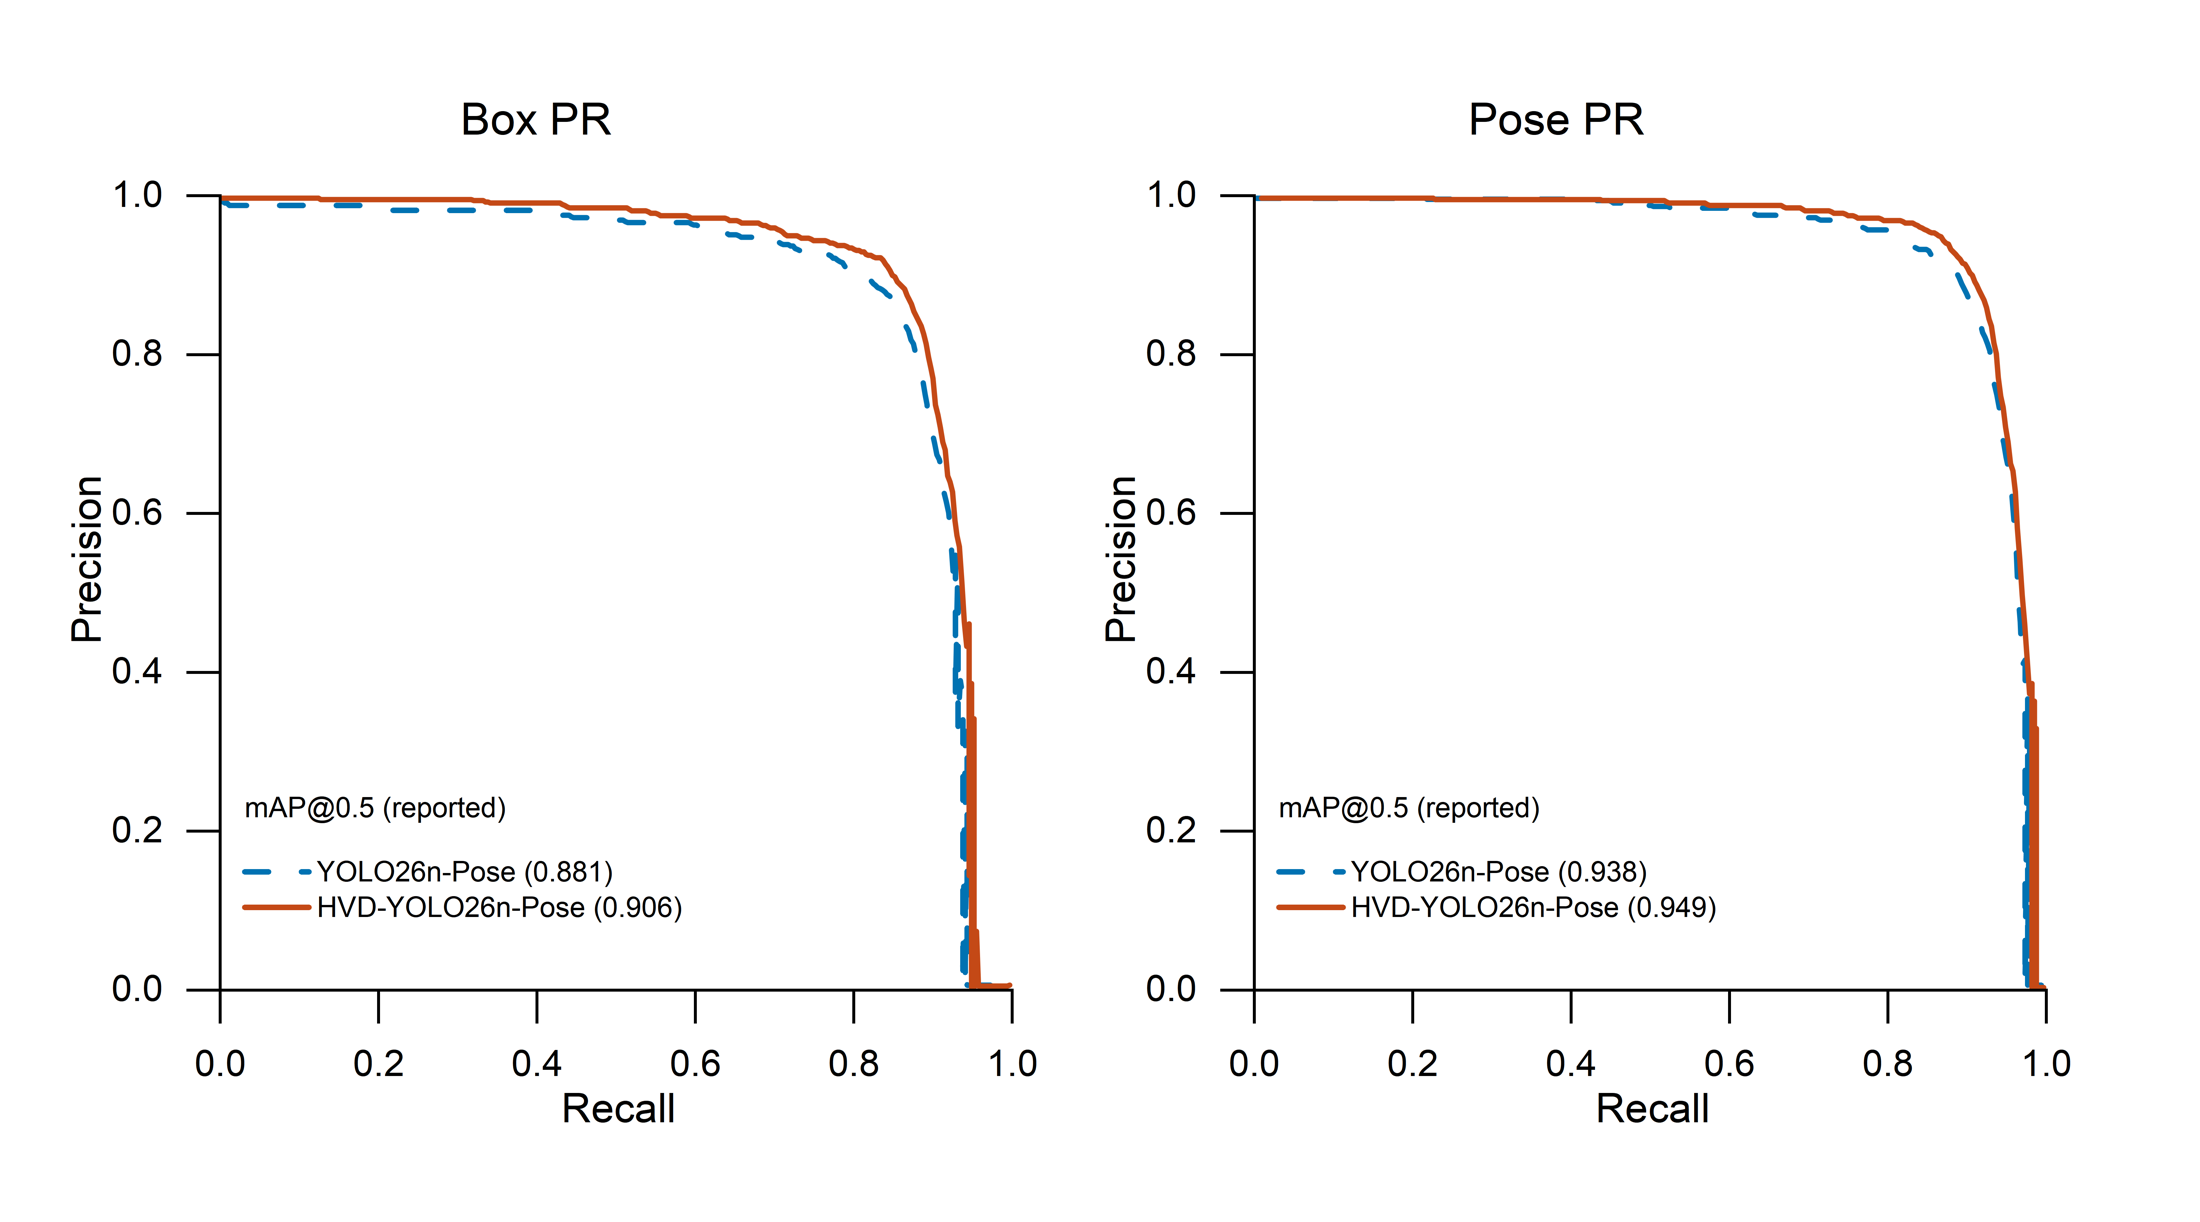 Box PR
1.0
0.8
0.6
0.4
0.2
0.0
Precision
mAP@0.5 (reported)
YOLO26n-Pose (0.881)
HVD-YOLO26n-Pose (0.906)
0.0 0.2 0.4 0.6 0.8 1.0
Recall
Pose PR
1.0
0.8
0.6
0.4
0.2
0.0
Precision
mAP@0.5 (reported)
YOLO26n-Pose (0.938)
HVD-YOLO26n-Pose (0.949)
0.0 0.2 0.4 0.6 0.8 1.0
Recall